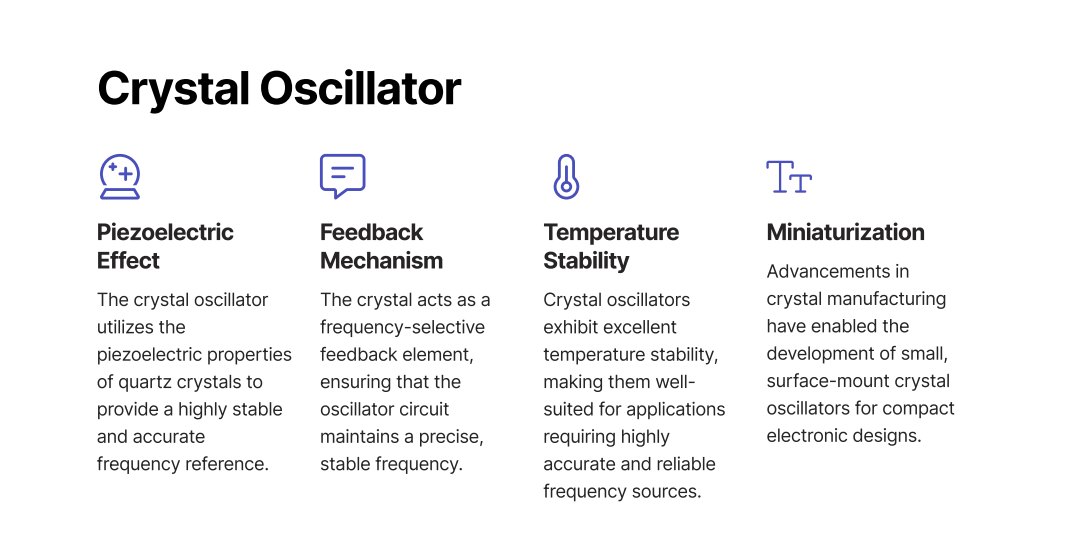 Crystal Oscillator
Piezoelectric
Effect
The crystal oscillator
utilizes the
piezoelectric properties
of quartz crystals to
provide a highly stable
and accurate
frequency reference.
Feedback
Mechanism
The crystal acts as a
frequency-selective
feedback element,
ensuring that the
oscillator circuit
maintains a precise,
stable frequency.
Temperature
Stability
Crystal oscillators
exhibit excellent
temperature stability,
making them well-
suited for applications
requiring highly
accurate and reliable
frequency sources.
Miniaturization
Advancements in
crystal manufacturing
have enabled the
development of small,
surface-mount crystal
oscillators for compact
electronic designs.